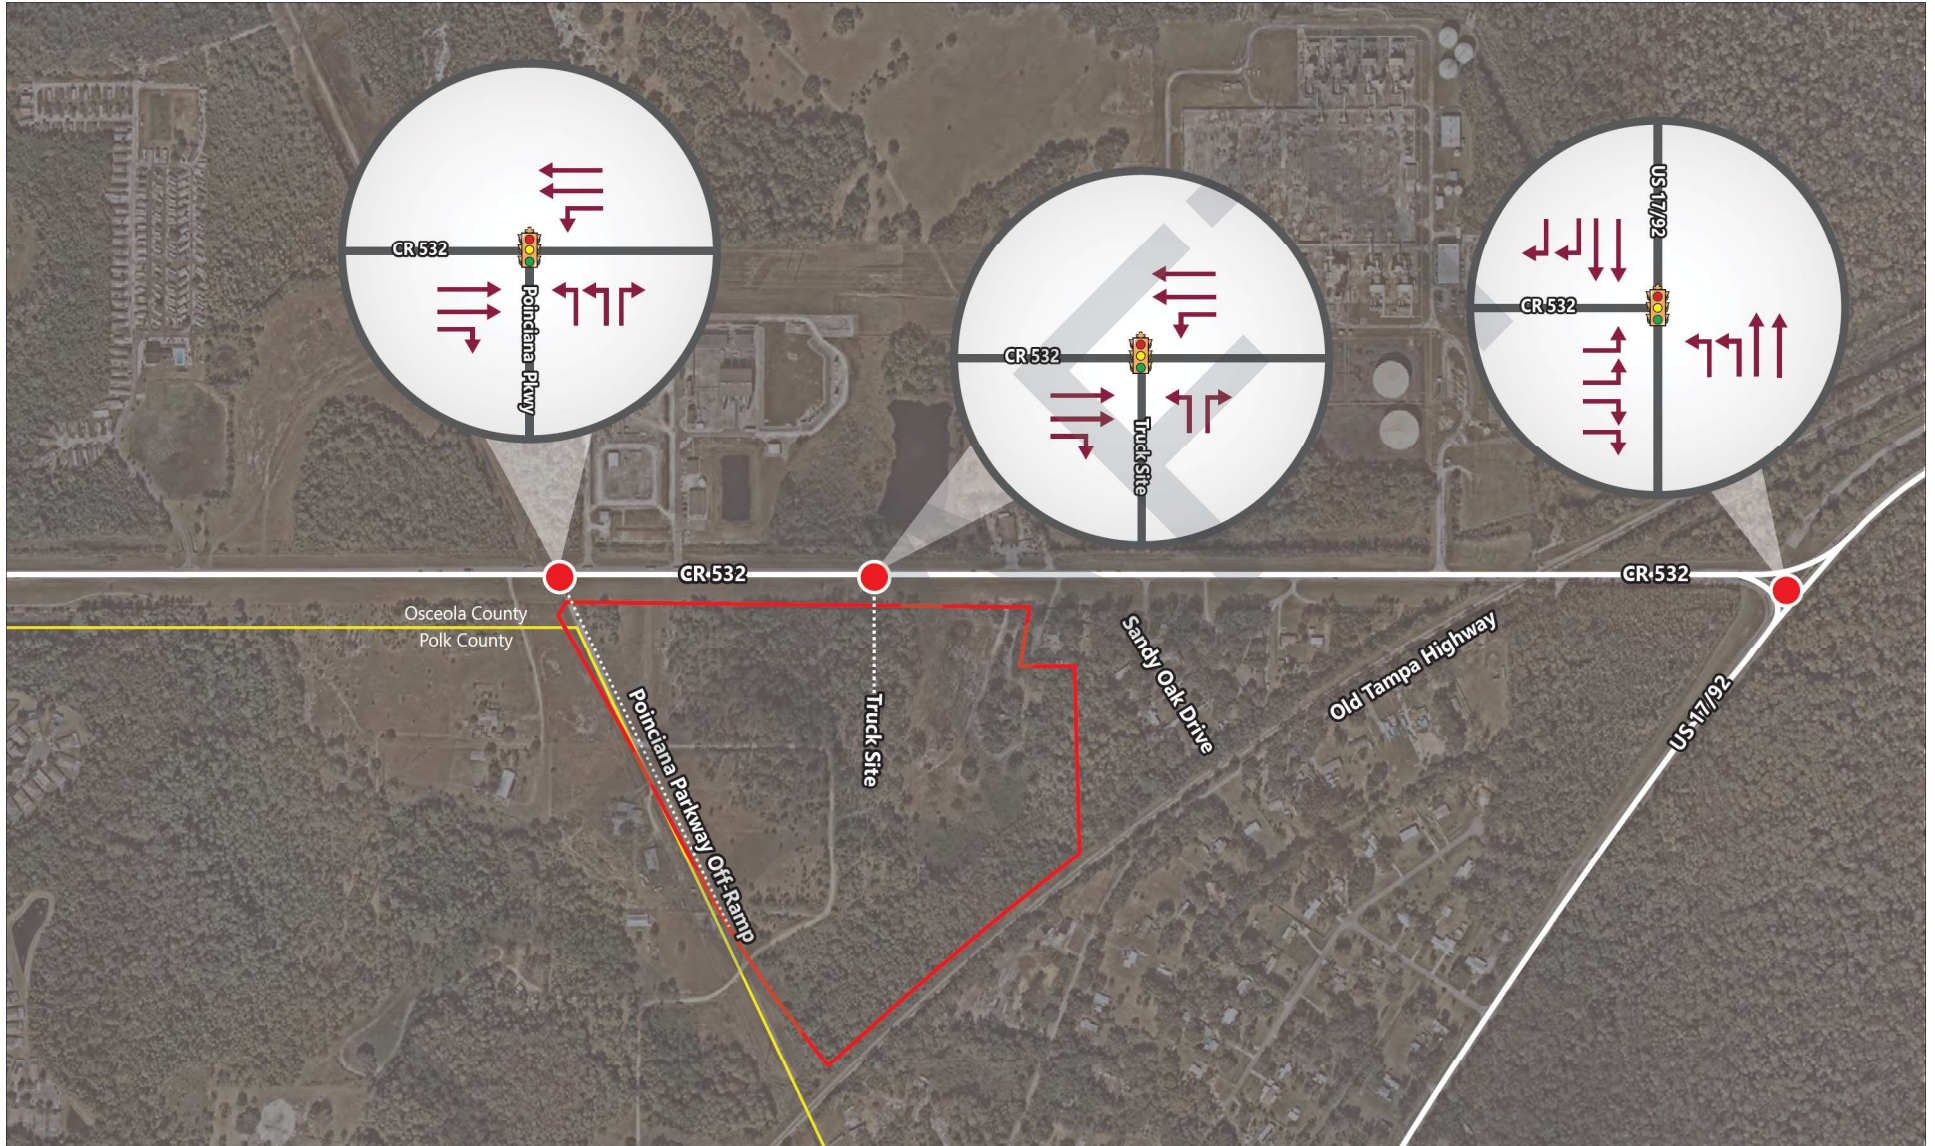 US 17/92
CR 532
Poinciana Pkwy
CR 532
CR 532
Truck Site
CR 532
CR 532
Osceola County
Polk County
Poinciana Parkway Off-Ramp
Truck Site
Sandy Oak Drive
Old Tampa Highway
US 17/92